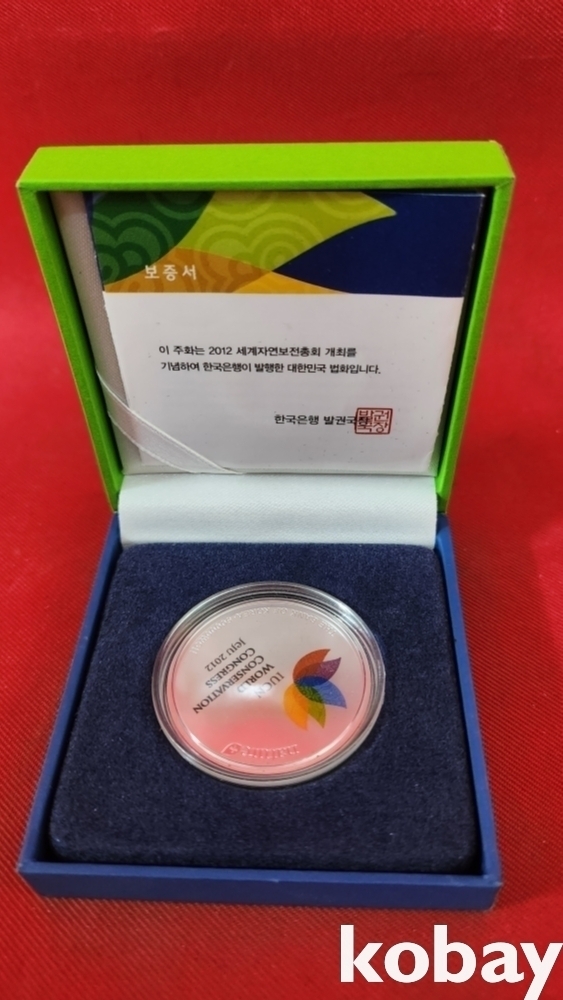 보증서
이 주화는 2012 세계자연보전총회 개최를
기념하여 한국은행이 발행한 대한민국 법화입니다.
한국은행 발권국장
IUCN
WORLD
CONSERVATION
CONGRESS
jeju 2012
kobay